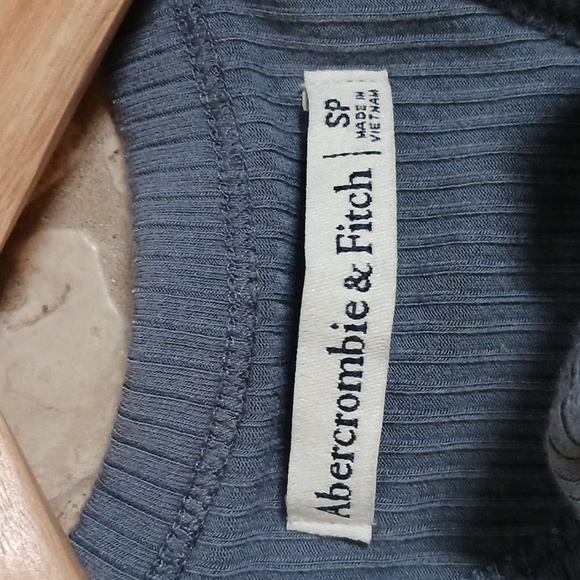 Abercrombie & Fitch | SP
MADE IN
VIETNAM